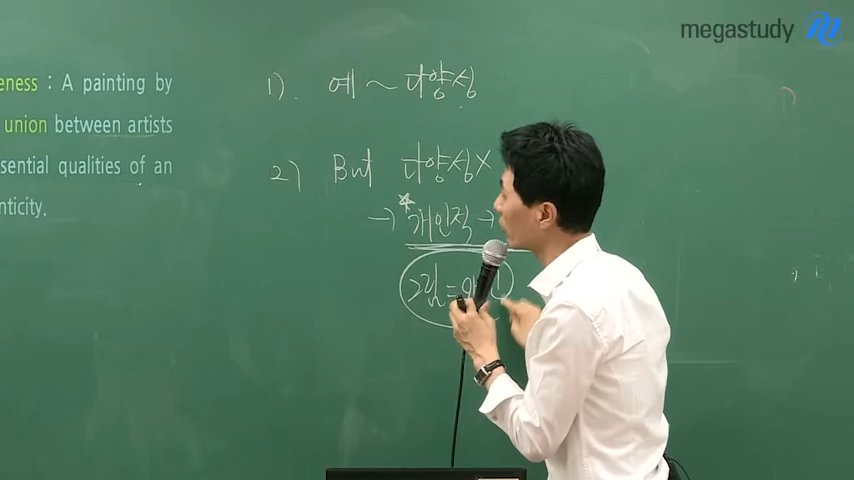 megastudy
eness : A painting by
union between artists
sential qualities of an
nticity.
1). 예 ~ 다양성
2) But 다양성 X
→ ☆개인적 →
그림 =